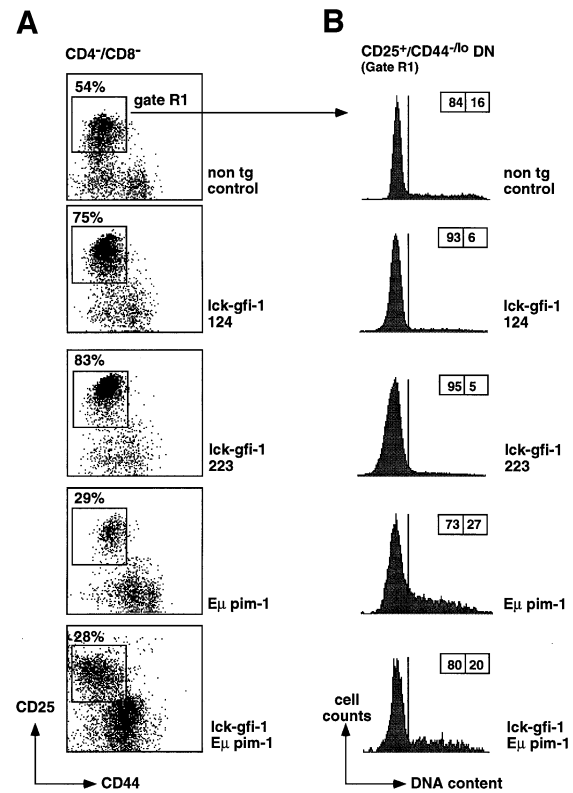 A
B
CD4⁻/CD8⁻
CD25⁺/CD44⁻/ˡᵒ DN
(Gate R1)
54%
gate R1
84 16
non tg
control
non tg
control
75%
93 6
lck-gfi-1
124
lck-gfi-1
124
83%
95 5
lck-gfi-1
223
lck-gfi-1
223
29%
73 27
Eμ pim-1
Eμ pim-1
28%
80 20
CD25
cell
counts
lck-gfi-1
Eμ pim-1
lck-gfi-1
Eμ pim-1
CD44
DNA content